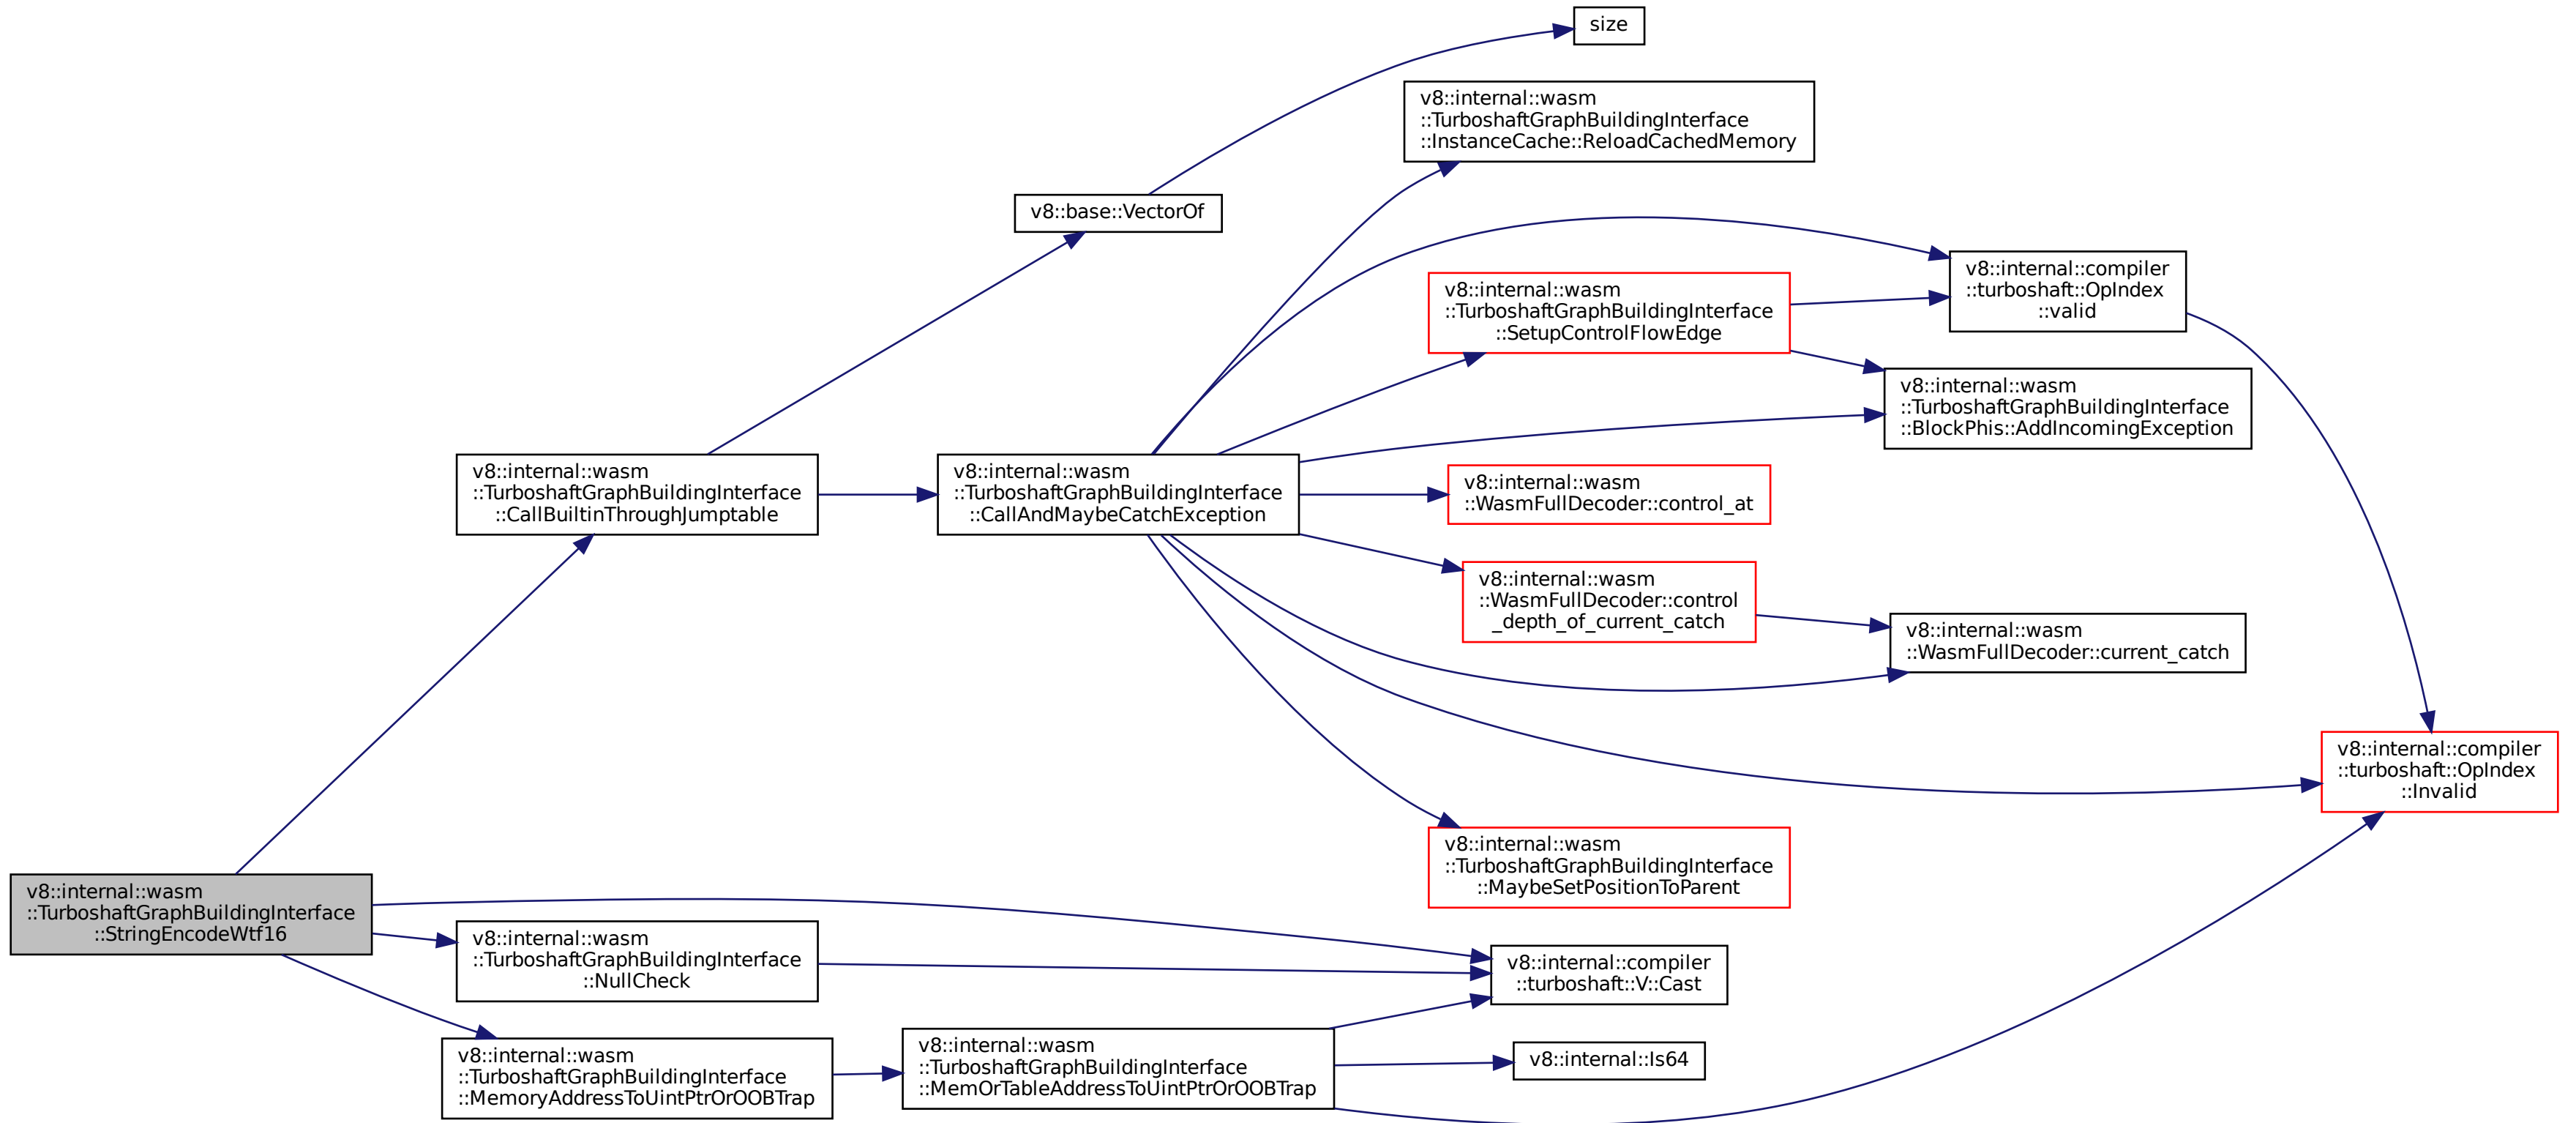 size
v8::internal::wasm
::TurboshaftGraphBuildingInterface
::InstanceCache::ReloadCachedMemory
v8::base::VectorOf
v8::internal::compiler
::turboshaft::OpIndex
::valid
v8::internal::wasm
::TurboshaftGraphBuildingInterface
::SetupControlFlowEdge
v8::internal::wasm
::TurboshaftGraphBuildingInterface
::BlockPhis::AddIncomingException
v8::internal::wasm
::TurboshaftGraphBuildingInterface
::CallBuiltinThroughJumptable
v8::internal::wasm
::TurboshaftGraphBuildingInterface
::CallAndMaybeCatchException
v8::internal::wasm
::WasmFullDecoder::control_at
v8::internal::wasm
::WasmFullDecoder::control
_depth_of_current_catch
v8::internal::wasm
::WasmFullDecoder::current_catch
v8::internal::compiler
::turboshaft::OpIndex
::Invalid
v8::internal::wasm
::TurboshaftGraphBuildingInterface
::MaybeSetPositionToParent
v8::internal::wasm
::TurboshaftGraphBuildingInterface
::StringEncodeWtf16
v8::internal::wasm
::TurboshaftGraphBuildingInterface
::NullCheck
v8::internal::compiler
::turboshaft::V::Cast
v8::internal::wasm
::TurboshaftGraphBuildingInterface
::MemoryAddressToUintPtrOrOOBTrap
v8::internal::wasm
::TurboshaftGraphBuildingInterface
::MemOrTableAddressToUintPtrOrOOBTrap
v8::internal::Is64